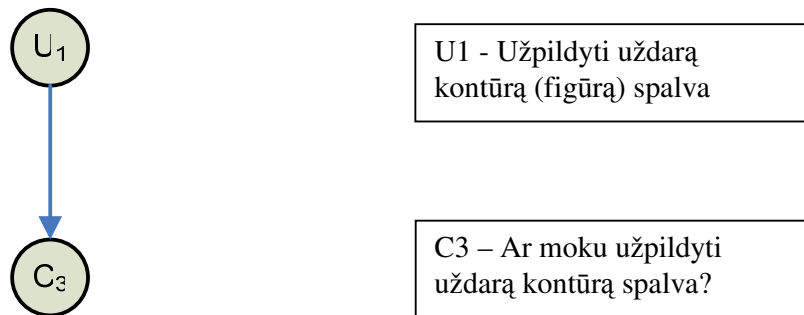 U₁
U1 - Užpildyti uždarą
kontūrą (figūrą) spalva
C₃
C3 – Ar moku užpildyti
uždarą kontūrą spalva?